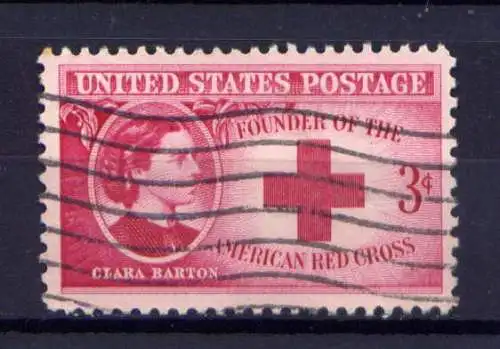 UNITED STATES POSTAGE
FOUNDER OF THE
3¢
AMERICAN RED CROSS
CLARA BARTON